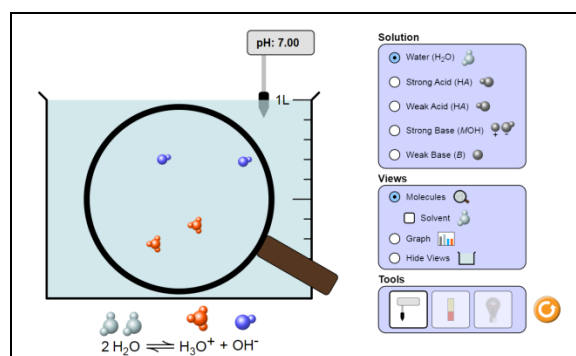 pH: 7.00
1L
2 H₂O ⇌ H₃O⁺ + OH⁻
Solution
Water (H₂O)
Strong Acid (HA)
Weak Acid (HA)
Strong Base (MOH)
+ −
Weak Base (B)
Views
Molecules
Solvent
Graph
Hide Views
Tools